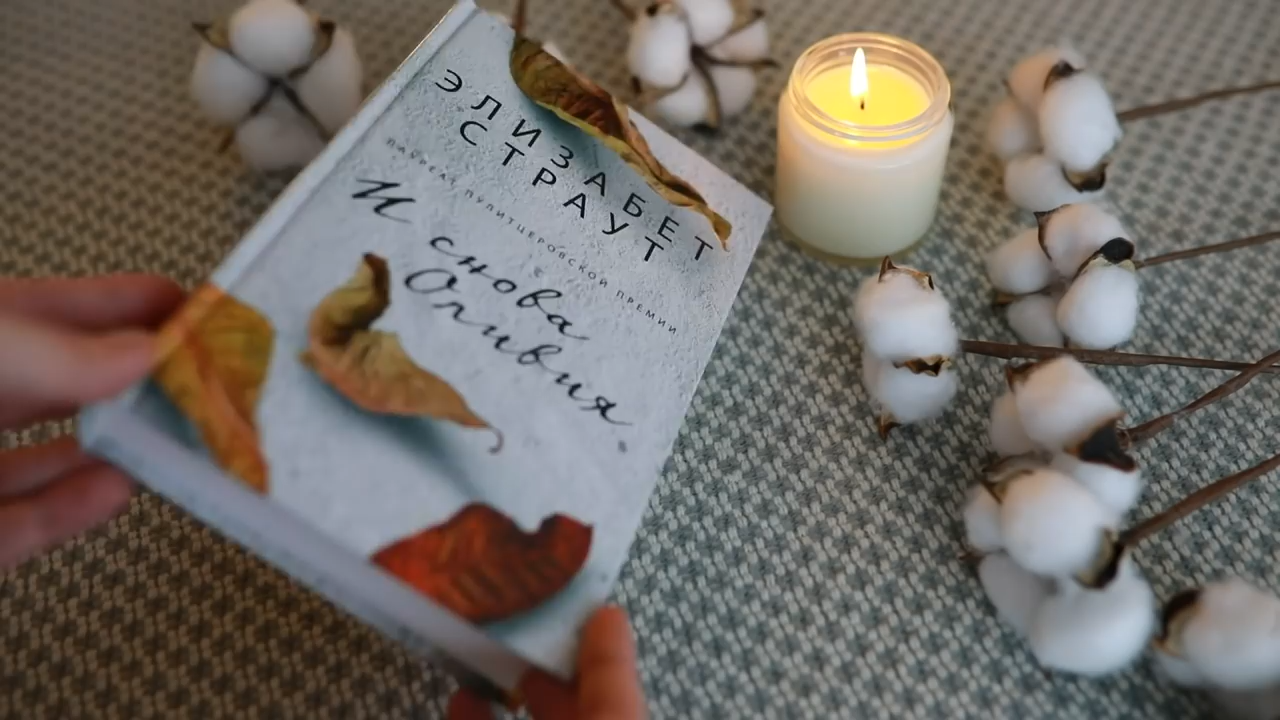 ЭЛИЗАБЕТ
СТРАУТ
ЛАУРЕАТ ПУЛИТЦЕРОВСКОЙ ПРЕМИИ
И снова
Оливия